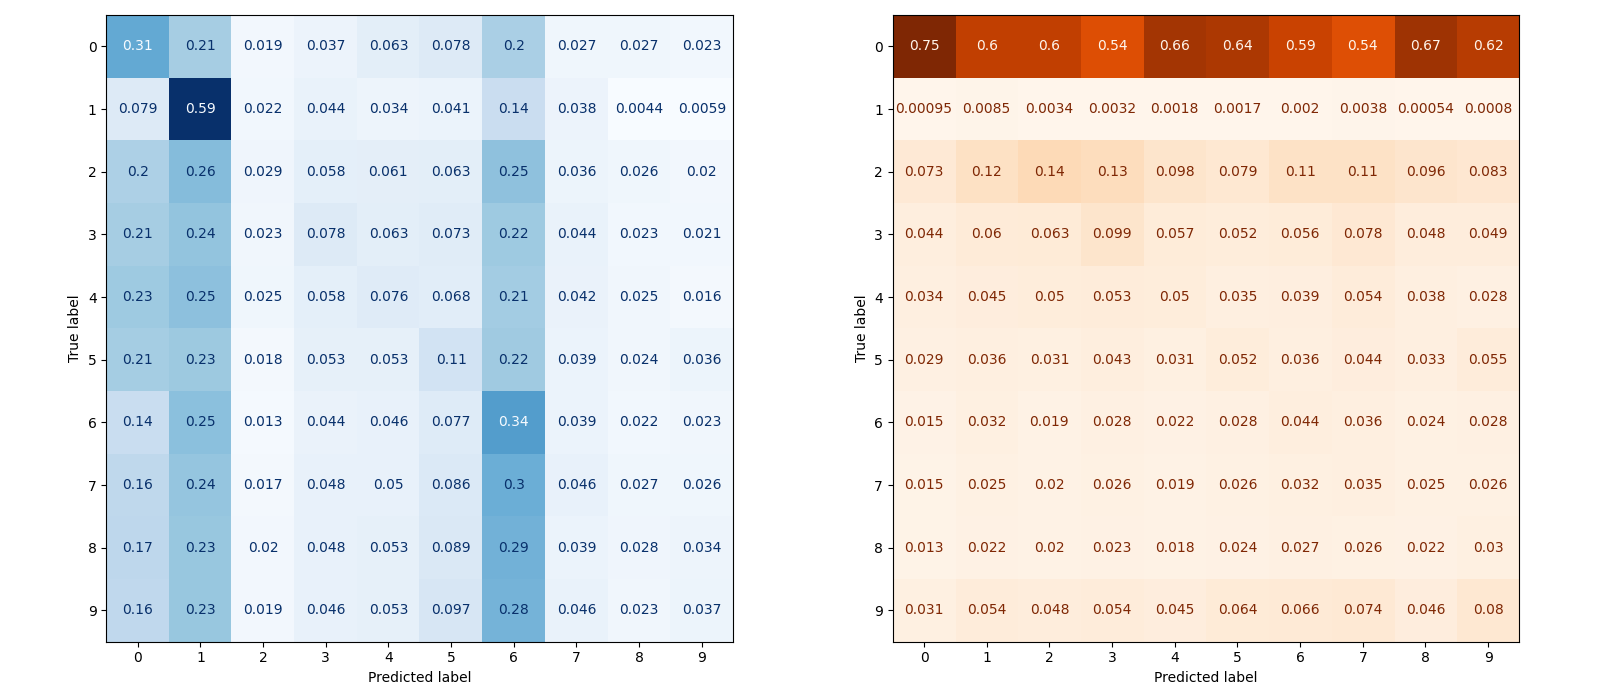 0 0.31 0.21 0.019 0.037 0.063 0.078 0.2 0.027 0.027 0.023
1 0.079 0.59 0.022 0.044 0.034 0.041 0.14 0.038 0.0044 0.0059
2 0.2 0.26 0.029 0.058 0.061 0.063 0.25 0.036 0.026 0.02
3 0.21 0.24 0.023 0.078 0.063 0.073 0.22 0.044 0.023 0.021
4 0.23 0.25 0.025 0.058 0.076 0.068 0.21 0.042 0.025 0.016
True label
5 0.21 0.23 0.018 0.053 0.053 0.11 0.22 0.039 0.024 0.036
6 0.14 0.25 0.013 0.044 0.046 0.077 0.34 0.039 0.022 0.023
7 0.16 0.24 0.017 0.048 0.05 0.086 0.3 0.046 0.027 0.026
8 0.17 0.23 0.02 0.048 0.053 0.089 0.29 0.039 0.028 0.034
9 0.16 0.23 0.019 0.046 0.053 0.097 0.28 0.046 0.023 0.037
0 1 2 3 4 5 6 7 8 9
Predicted label
0 0.75 0.6 0.6 0.54 0.66 0.64 0.59 0.54 0.67 0.62
1 0.00095 0.0085 0.0034 0.0032 0.0018 0.0017 0.002 0.0038 0.00054 0.0008
2 0.073 0.12 0.14 0.13 0.098 0.079 0.11 0.11 0.096 0.083
3 0.044 0.06 0.063 0.099 0.057 0.052 0.056 0.078 0.048 0.049
4 0.034 0.045 0.05 0.053 0.05 0.035 0.039 0.054 0.038 0.028
True label
5 0.029 0.036 0.031 0.043 0.031 0.052 0.036 0.044 0.033 0.055
6 0.015 0.032 0.019 0.028 0.022 0.028 0.044 0.036 0.024 0.028
7 0.015 0.025 0.02 0.026 0.019 0.026 0.032 0.035 0.025 0.026
8 0.013 0.022 0.02 0.023 0.018 0.024 0.027 0.026 0.022 0.03
9 0.031 0.054 0.048 0.054 0.045 0.064 0.066 0.074 0.046 0.08
0 1 2 3 4 5 6 7 8 9
Predicted label